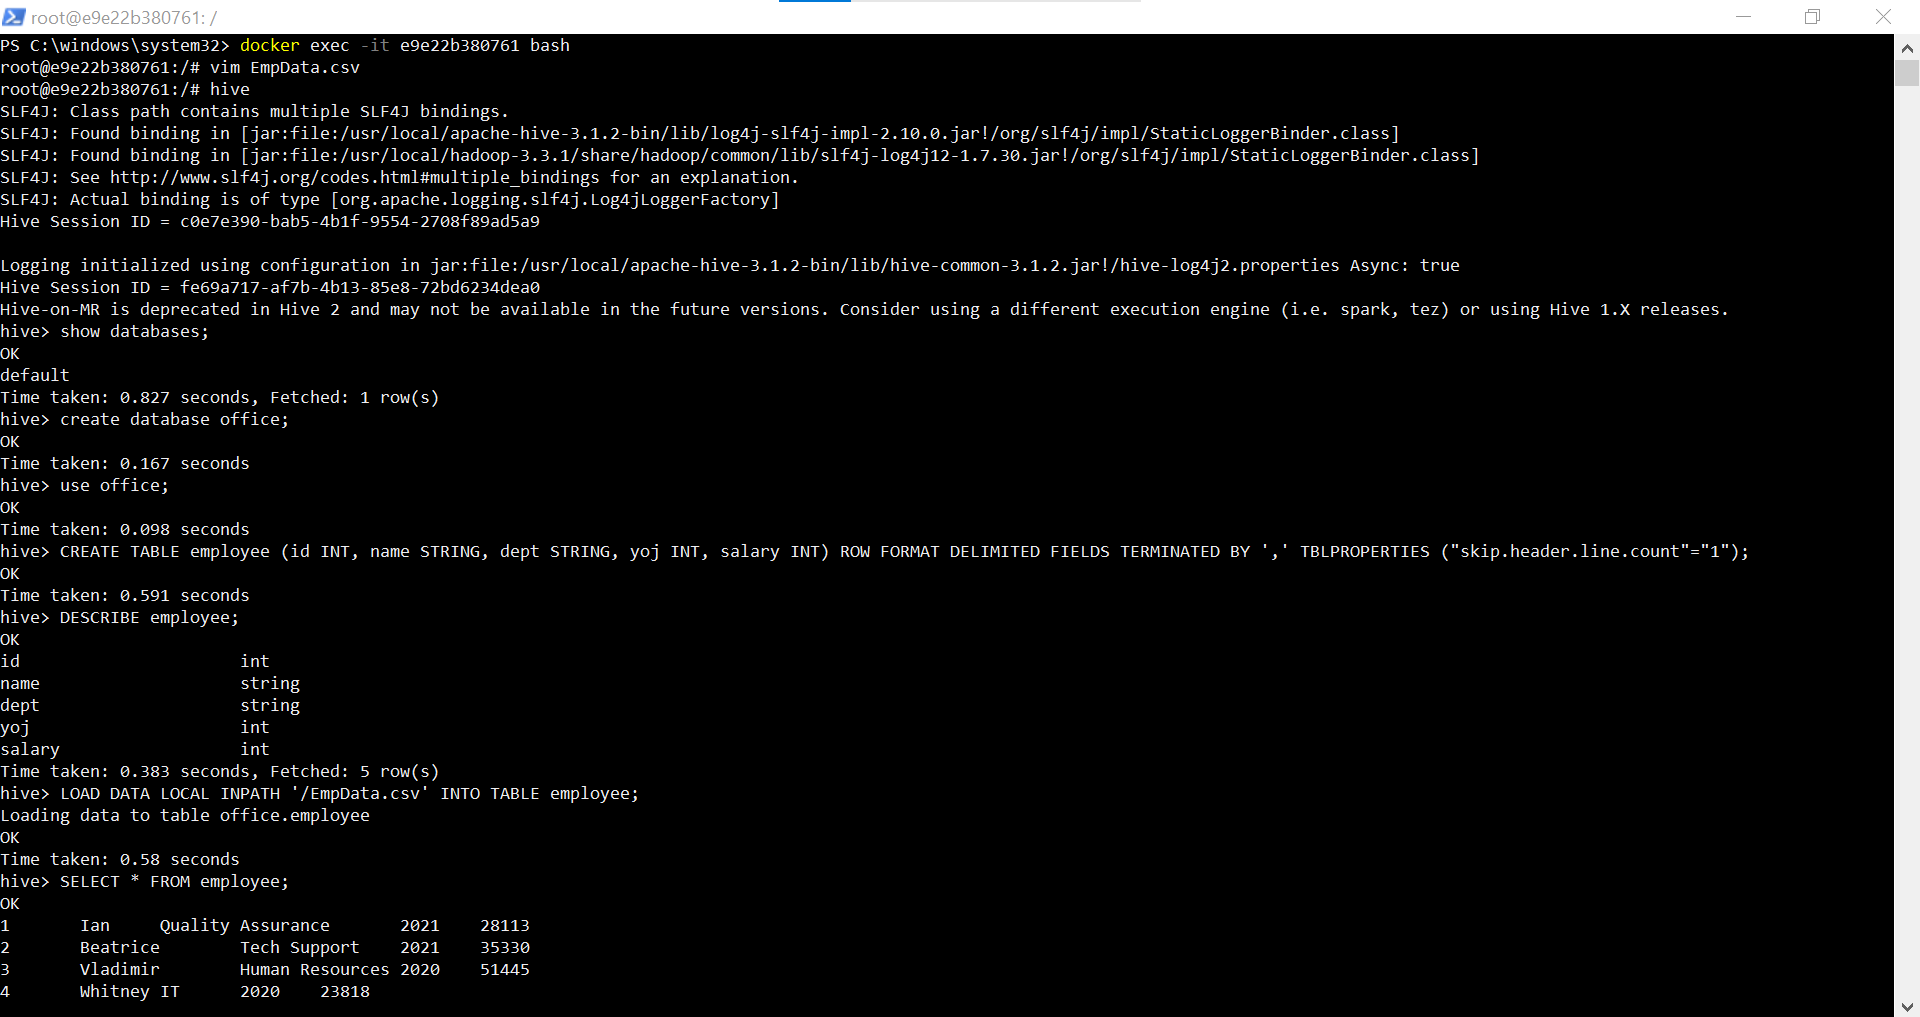 root@e9e22b380761: /
PS C:\windows\system32> docker exec -it e9e22b380761 bash
root@e9e22b380761:/# vim EmpData.csv
root@e9e22b380761:/# hive
SLF4J: Class path contains multiple SLF4J bindings.
SLF4J: Found binding in [jar:file:/usr/local/apache-hive-3.1.2-bin/lib/log4j-slf4j-impl-2.10.0.jar!/org/slf4j/impl/StaticLoggerBinder.class]
SLF4J: Found binding in [jar:file:/usr/local/hadoop-3.3.1/share/hadoop/common/lib/slf4j-log4j12-1.7.30.jar!/org/slf4j/impl/StaticLoggerBinder.class]
SLF4J: See http://www.slf4j.org/codes.html#multiple_bindings for an explanation.
SLF4J: Actual binding is of type [org.apache.logging.slf4j.Log4jLoggerFactory]
Hive Session ID = c0e7e390-bab5-4b1f-9554-2708f89ad5a9
Logging initialized using configuration in jar:file:/usr/local/apache-hive-3.1.2-bin/lib/hive-common-3.1.2.jar!/hive-log4j2.properties Async: true
Hive Session ID = fe69a717-af7b-4b13-85e8-72bd6234dea0
Hive-on-MR is deprecated in Hive 2 and may not be available in the future versions. Consider using a different execution engine (i.e. spark, tez) or using Hive 1.X releases.
hive> show databases;
OK
default
Time taken: 0.827 seconds, Fetched: 1 row(s)
hive> create database office;
OK
Time taken: 0.167 seconds
hive> use office;
OK
Time taken: 0.098 seconds
hive> CREATE TABLE employee (id INT, name STRING, dept STRING, yoj INT, salary INT) ROW FORMAT DELIMITED FIELDS TERMINATED BY ',' TBLPROPERTIES ("skip.header.line.count"="1");
OK
Time taken: 0.591 seconds
hive> DESCRIBE employee;
OK
id int
name string
dept string
yoj int
salary int
Time taken: 0.383 seconds, Fetched: 5 row(s)
hive> LOAD DATA LOCAL INPATH '/EmpData.csv' INTO TABLE employee;
Loading data to table office.employee
OK
Time taken: 0.58 seconds
hive> SELECT * FROM employee;
OK
1 Ian Quality Assurance 2021 28113
2 Beatrice Tech Support 2021 35330
3 Vladimir Human Resources 2020 51445
4 Whitney IT 2020 23818